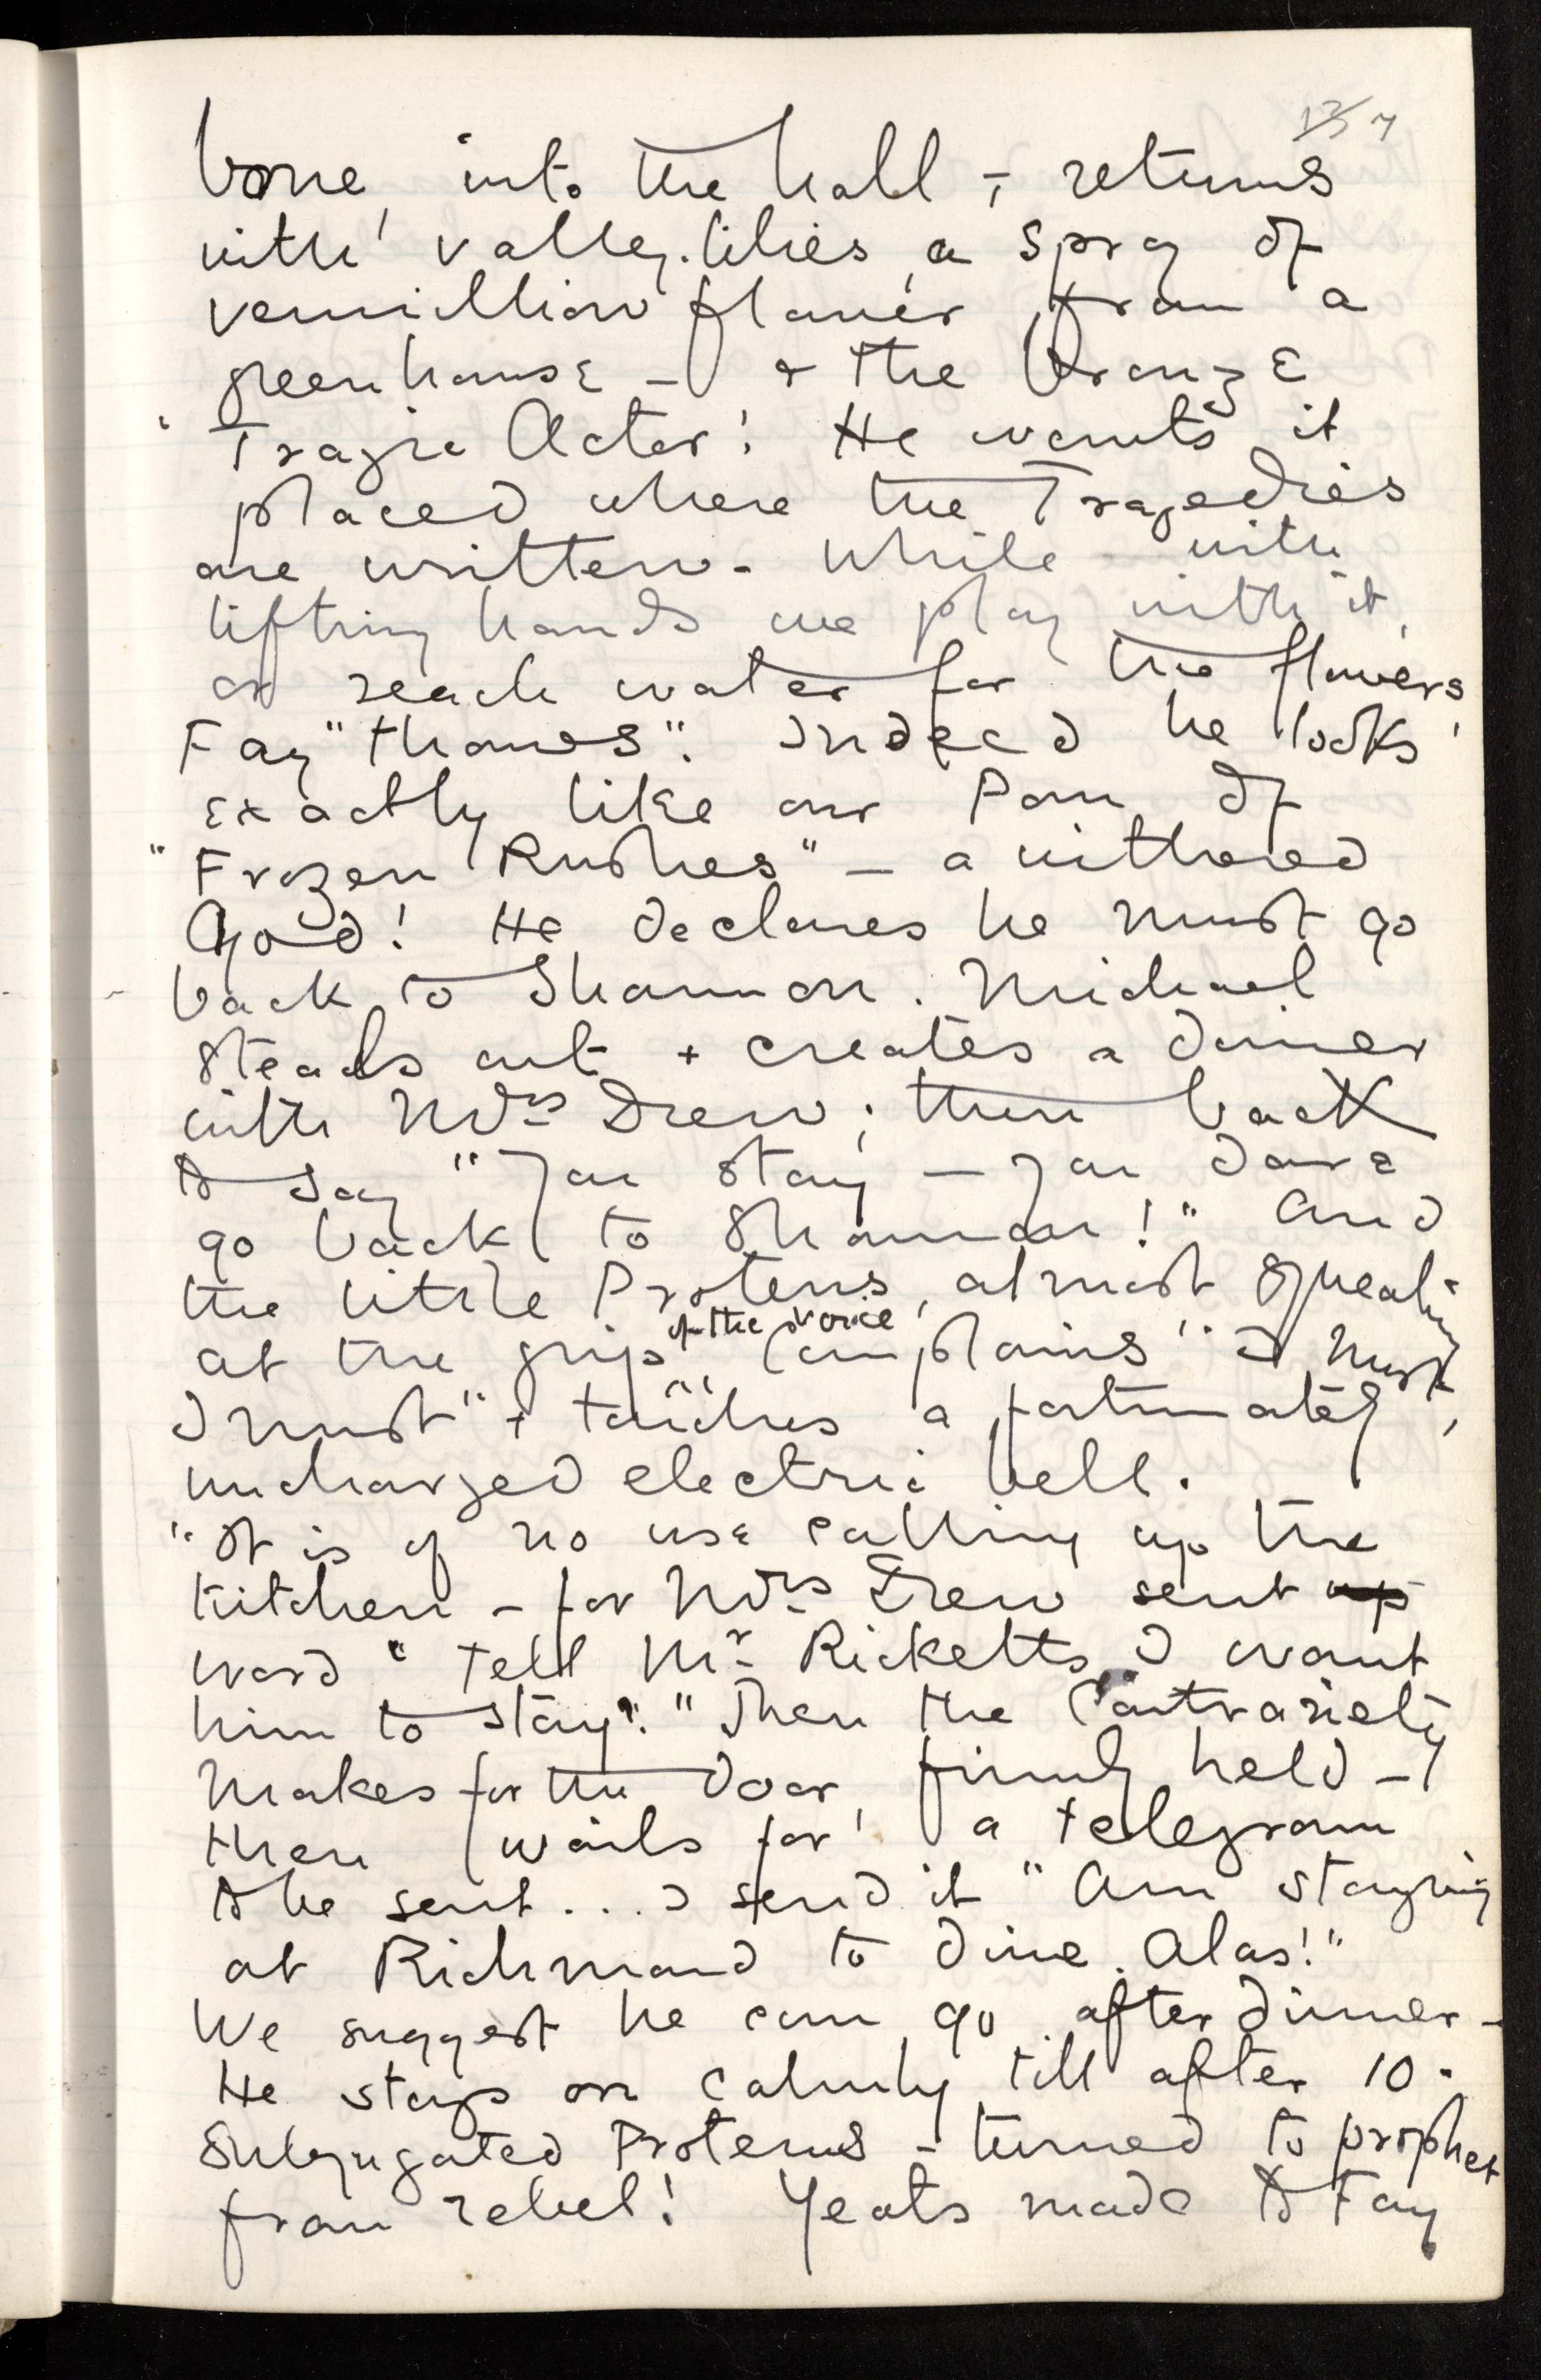 137
bone, into the hall – returns
with valley-lilies, a spray of
vermillion flower from a
greenhouse – & the Bronze
'Tragic Actor'! He wants it
placed where the Tragedies
are written. While with
lifting hands we play with it,
or reach water for the flowers,
Fay "thaws". Indeed he looks
exactly like our Pan of
"Frozen Rushes" – a withered
God! He declares he must go
back to Shannon. Michael
steals out + creates a dinner
with Mrs Drew; then back
to say "You stay – you dare
go back to Shannon!" And
the little Proteus, almost squeaking
at the grip of the voice, complains "I must,
I must" + touches a fortunately
uncharged electric bell.
"It is of no use calling up the
kitchen – for Mrs Drew sent up
word "tell Mr Ricketts I want
him to stay"." Then the Contrariety
makes for the door, firmly held –
then wails for a telegram
to be sent... I send it "Am staying
at Richmond to dine. Alas!"
We suggest he can go after dinner –
He stays on calmly till after 10.
Subjugated Proteus – turned to prophet
from rebel! Yeats made to Fay